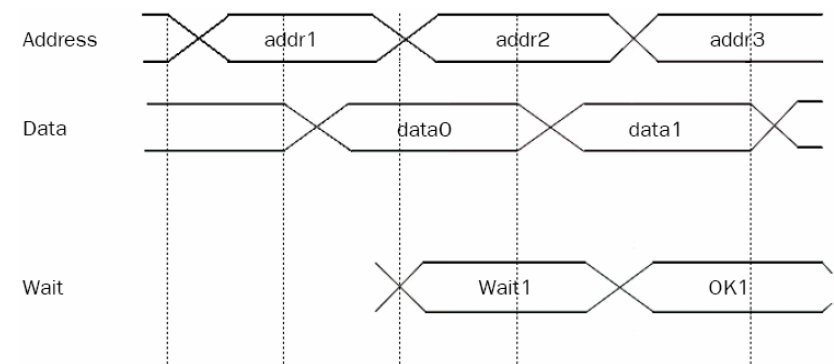 Address addr1 addr2 addr3
Data data0 data1
Wait Wait1 OK1